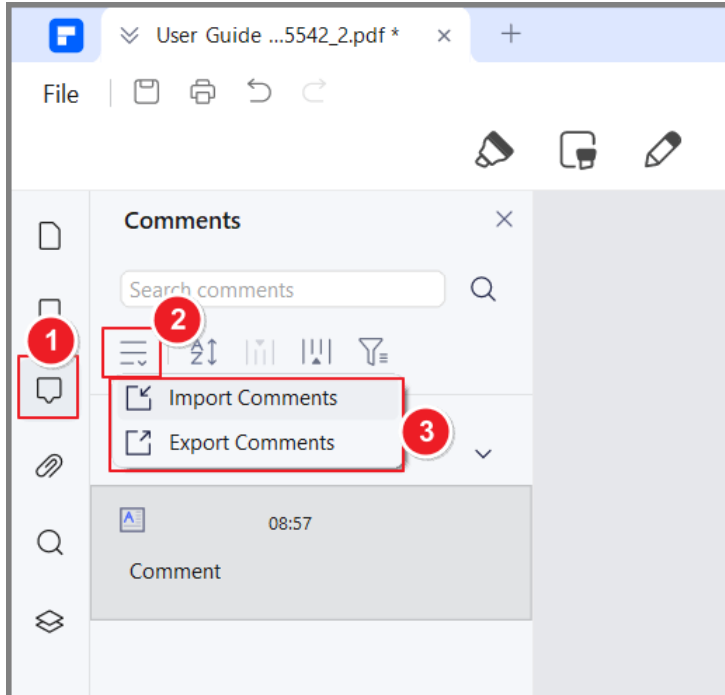 User Guide ...5542_2.pdf *
File
Comments
Search comments
1
2
Import Comments
Export Comments
3
08:57
Comment